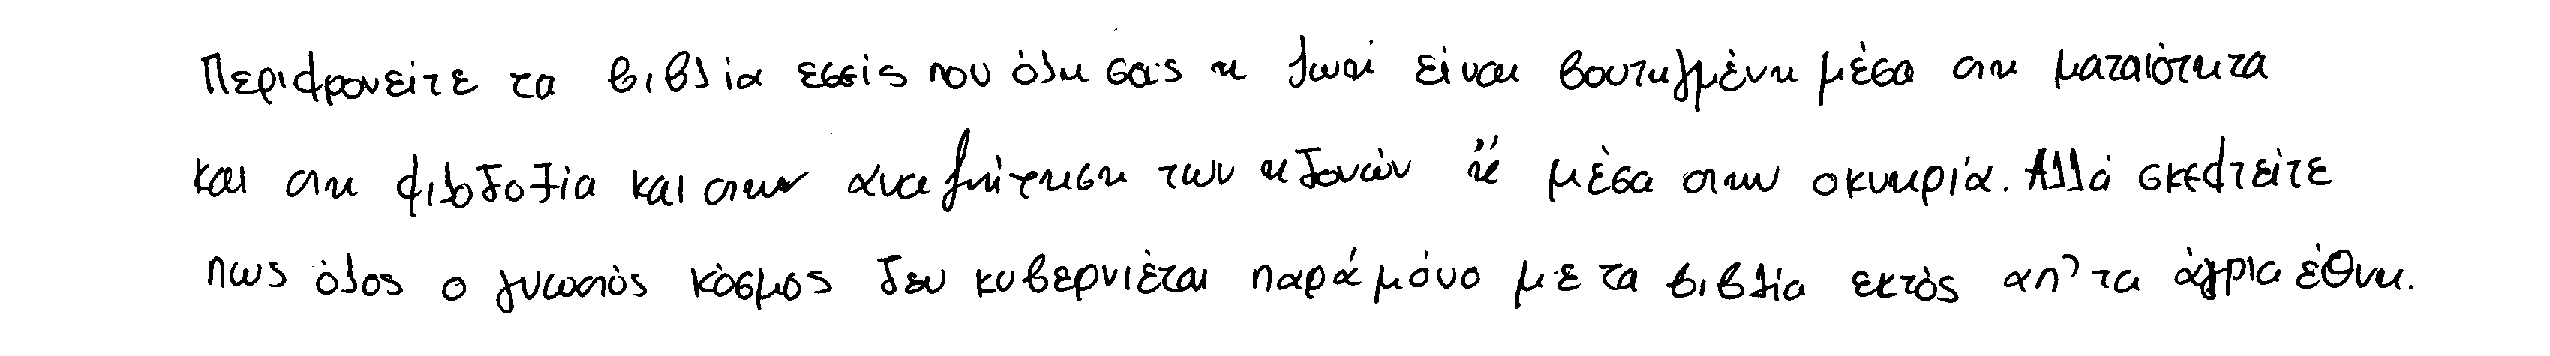 Περιφρονείτε τα βιβλία εσείς που όλη σας η ζωή είναι βουτηγμένη μέσα στη ματαιότητα
και στη φιλοδοξία και στην αναζήτηση των ηδονών ή μέσα στην οκνηρία. Αλλά σκεφτείτε
πως όλος ο γνωστός κόσμος δεν κυβερνιέται παρά μόνο με τα βιβλία εκτός απ' τα άγρια έθνη.